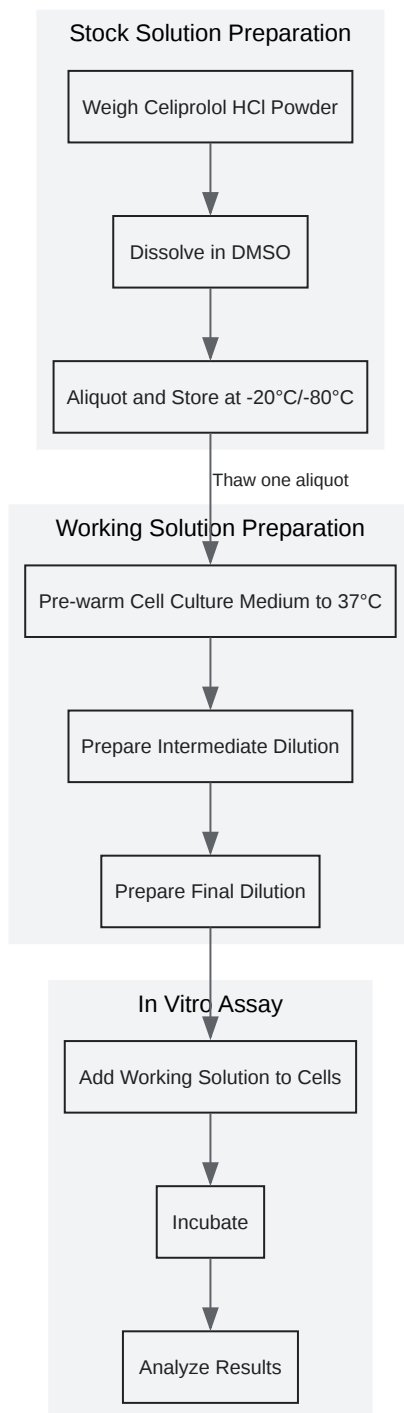 Stock Solution Preparation
Weigh Celiprolol HCl Powder
Dissolve in DMSO
Aliquot and Store at -20°C/-80°C
Thaw one aliquot
Working Solution Preparation
Pre-warm Cell Culture Medium to 37°C
Prepare Intermediate Dilution
Prepare Final Dilution
In Vitro Assay
Add Working Solution to Cells
Incubate
Analyze Results